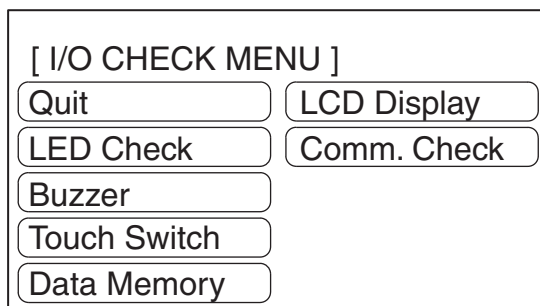 [ I/O CHECK MENU ]
Quit
LCD Display
LED Check
Comm. Check
Buzzer
Touch Switch
Data Memory